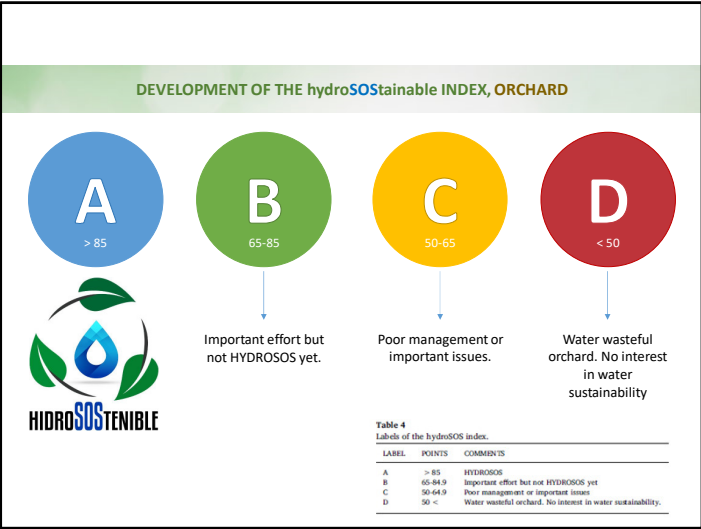 DEVELOPMENT OF THE hydroSOStainable INDEX, ORCHARD
A
> 85
B
65-85
C
50-65
D
< 50
Important effort but
not HYDROSOS yet.
Poor management or
important issues.
Water wasteful
orchard. No interest
in water
sustainability
HIDROSOSTENIBLE
Table 4
Labels of the hydroSOS index.
LABEL POINTS COMMENTS
A > 85 HYDROSOS
B 65-84.9 Important effort but not HYDROSOS yet
C 50-64.9 Poor management or important issues
D 50 < Water wasteful orchard. No interest in water sustainability.